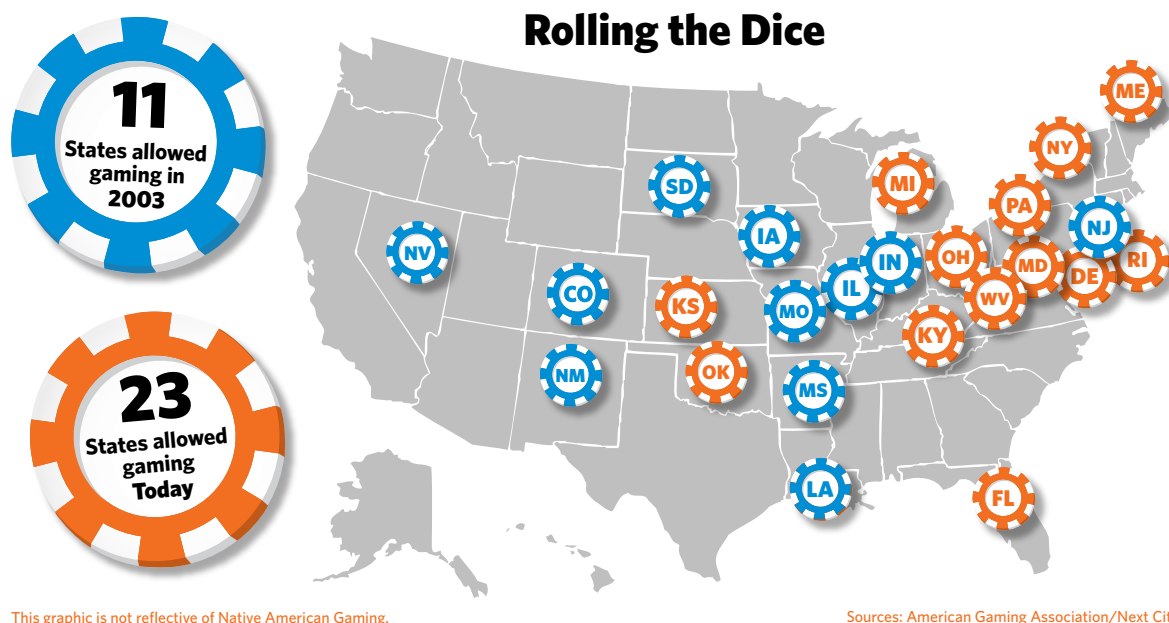 Rolling the Dice
11
States allowed
gaming in
2003
23
States allowed
gaming
Today
ME
NY
MI
SD
PA
NJ
IA
NV
IN
OH
MD
RI
DE
CO
IL
WV
KS
MO
KY
OK
NM
MS
LA
FL
This graphic is not reflective of Native American Gaming.
Sources: American Gaming Association/Next Cit